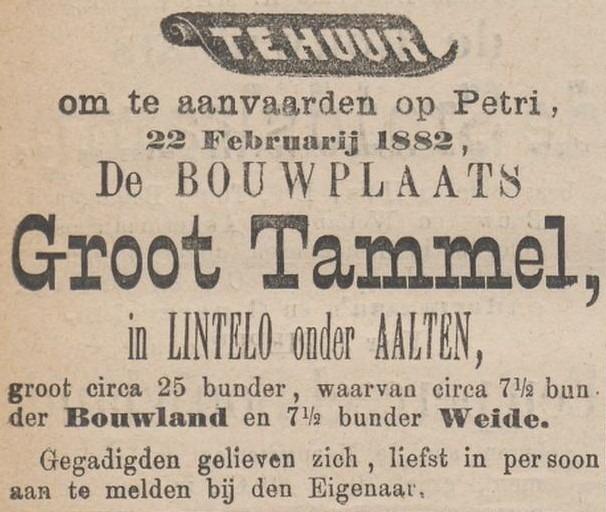 TE HUUR
om te aanvaarden op Petri,
22 Februarij 1882,
De BOUWPLAATS
Groot Tammel,
in LINTELO onder AALTEN,
groot circa 25 bunder, waarvan circa 7½ bun-
der Bouwland en 7½ bunder Weide.
Gegadigden gelieven zich, liefst in persoon
aan te melden bij den Eigenaar.